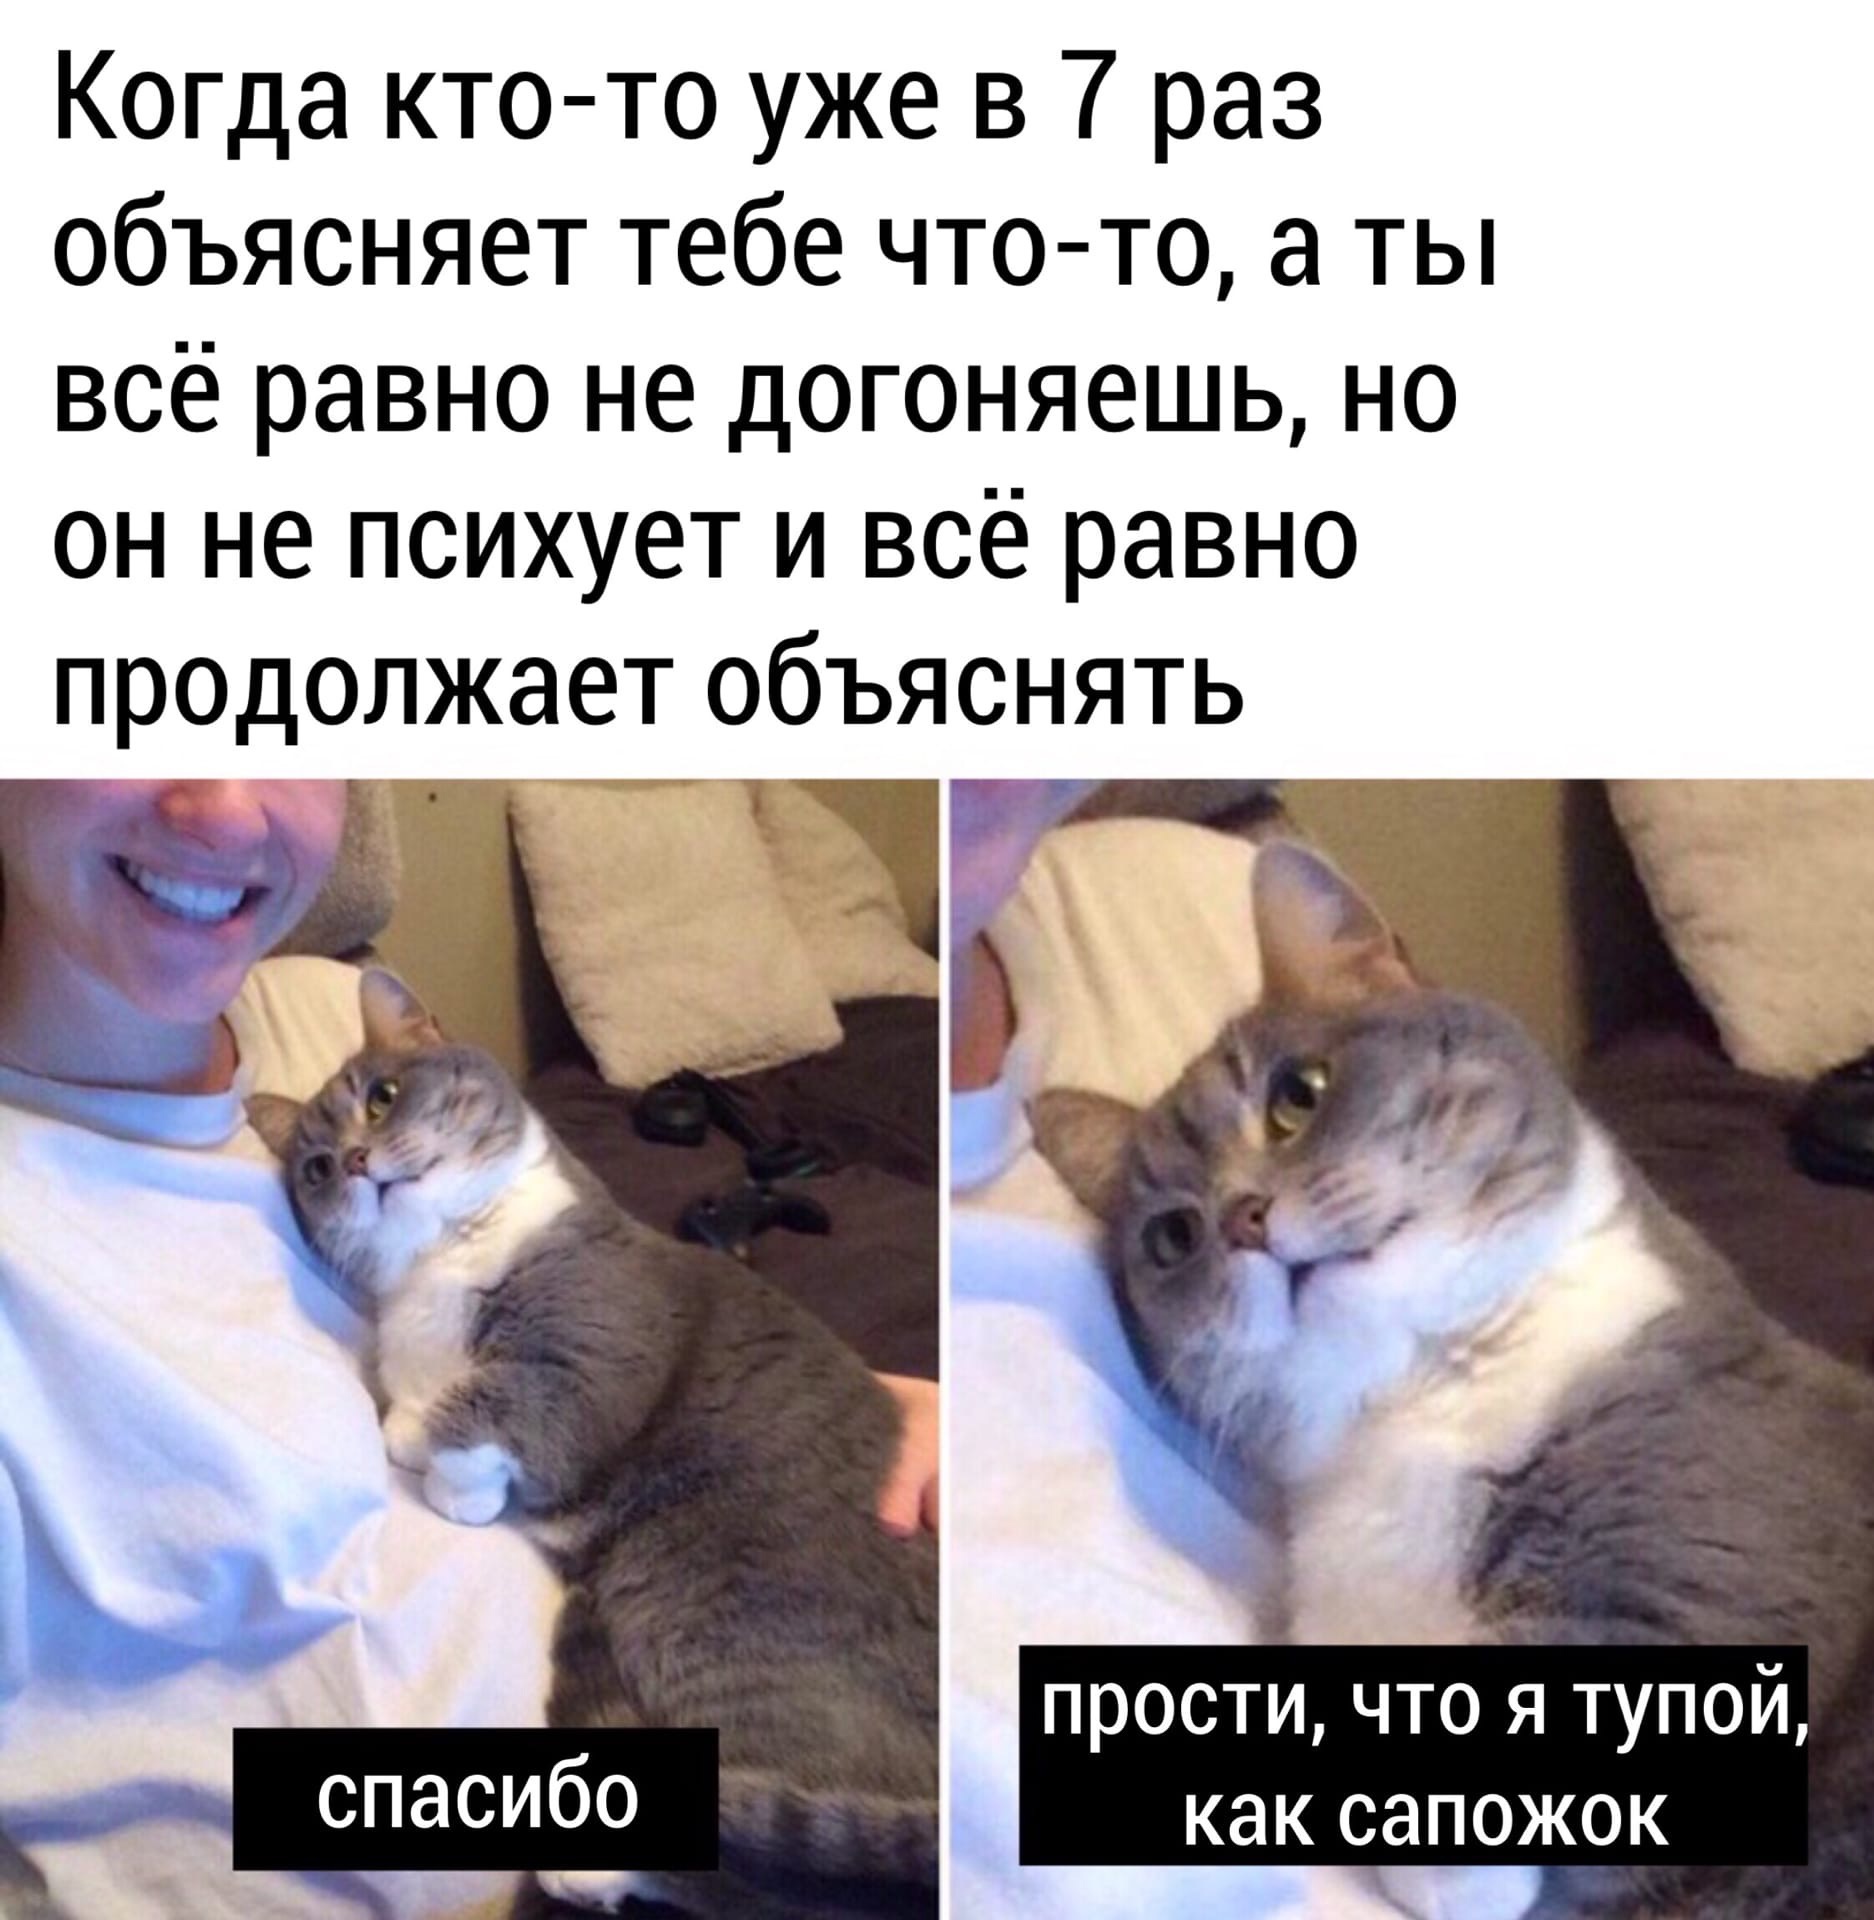 Когда кто-то уже в 7 раз
объясняет тебе что-то, а ты
всё равно не догоняешь, но
он не психует и всё равно
продолжает объяснять
спасибо
прости, что я тупой,
как сапожок